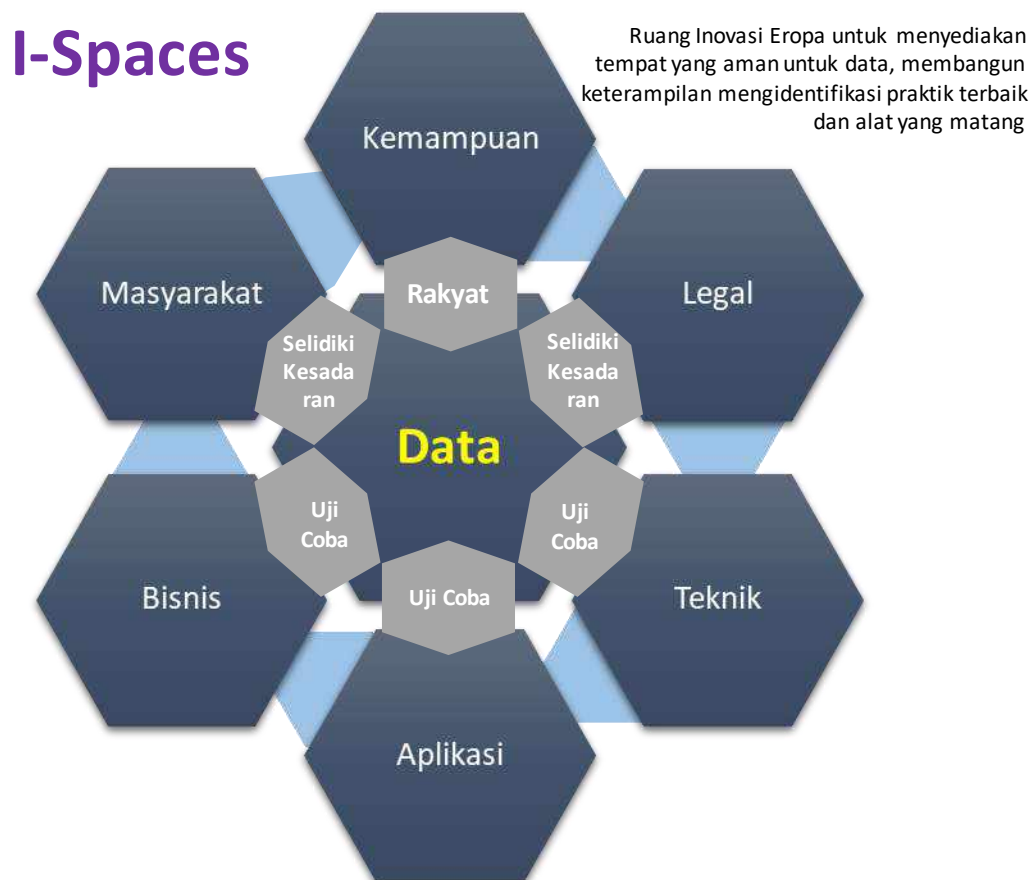 I-Spaces
Ruang Inovasi Eropa untuk menyediakan
tempat yang aman untuk data, membangun
keterampilan mengidentifikasi praktik terbaik
dan alat yang matang
Kemampuan
Masyarakat
Legal
Rakyat
Selidiki
Kesada
ran
Selidiki
Kesada
ran
Data
Uji
Coba
Uji
Coba
Bisnis
Uji Coba
Teknik
Aplikasi